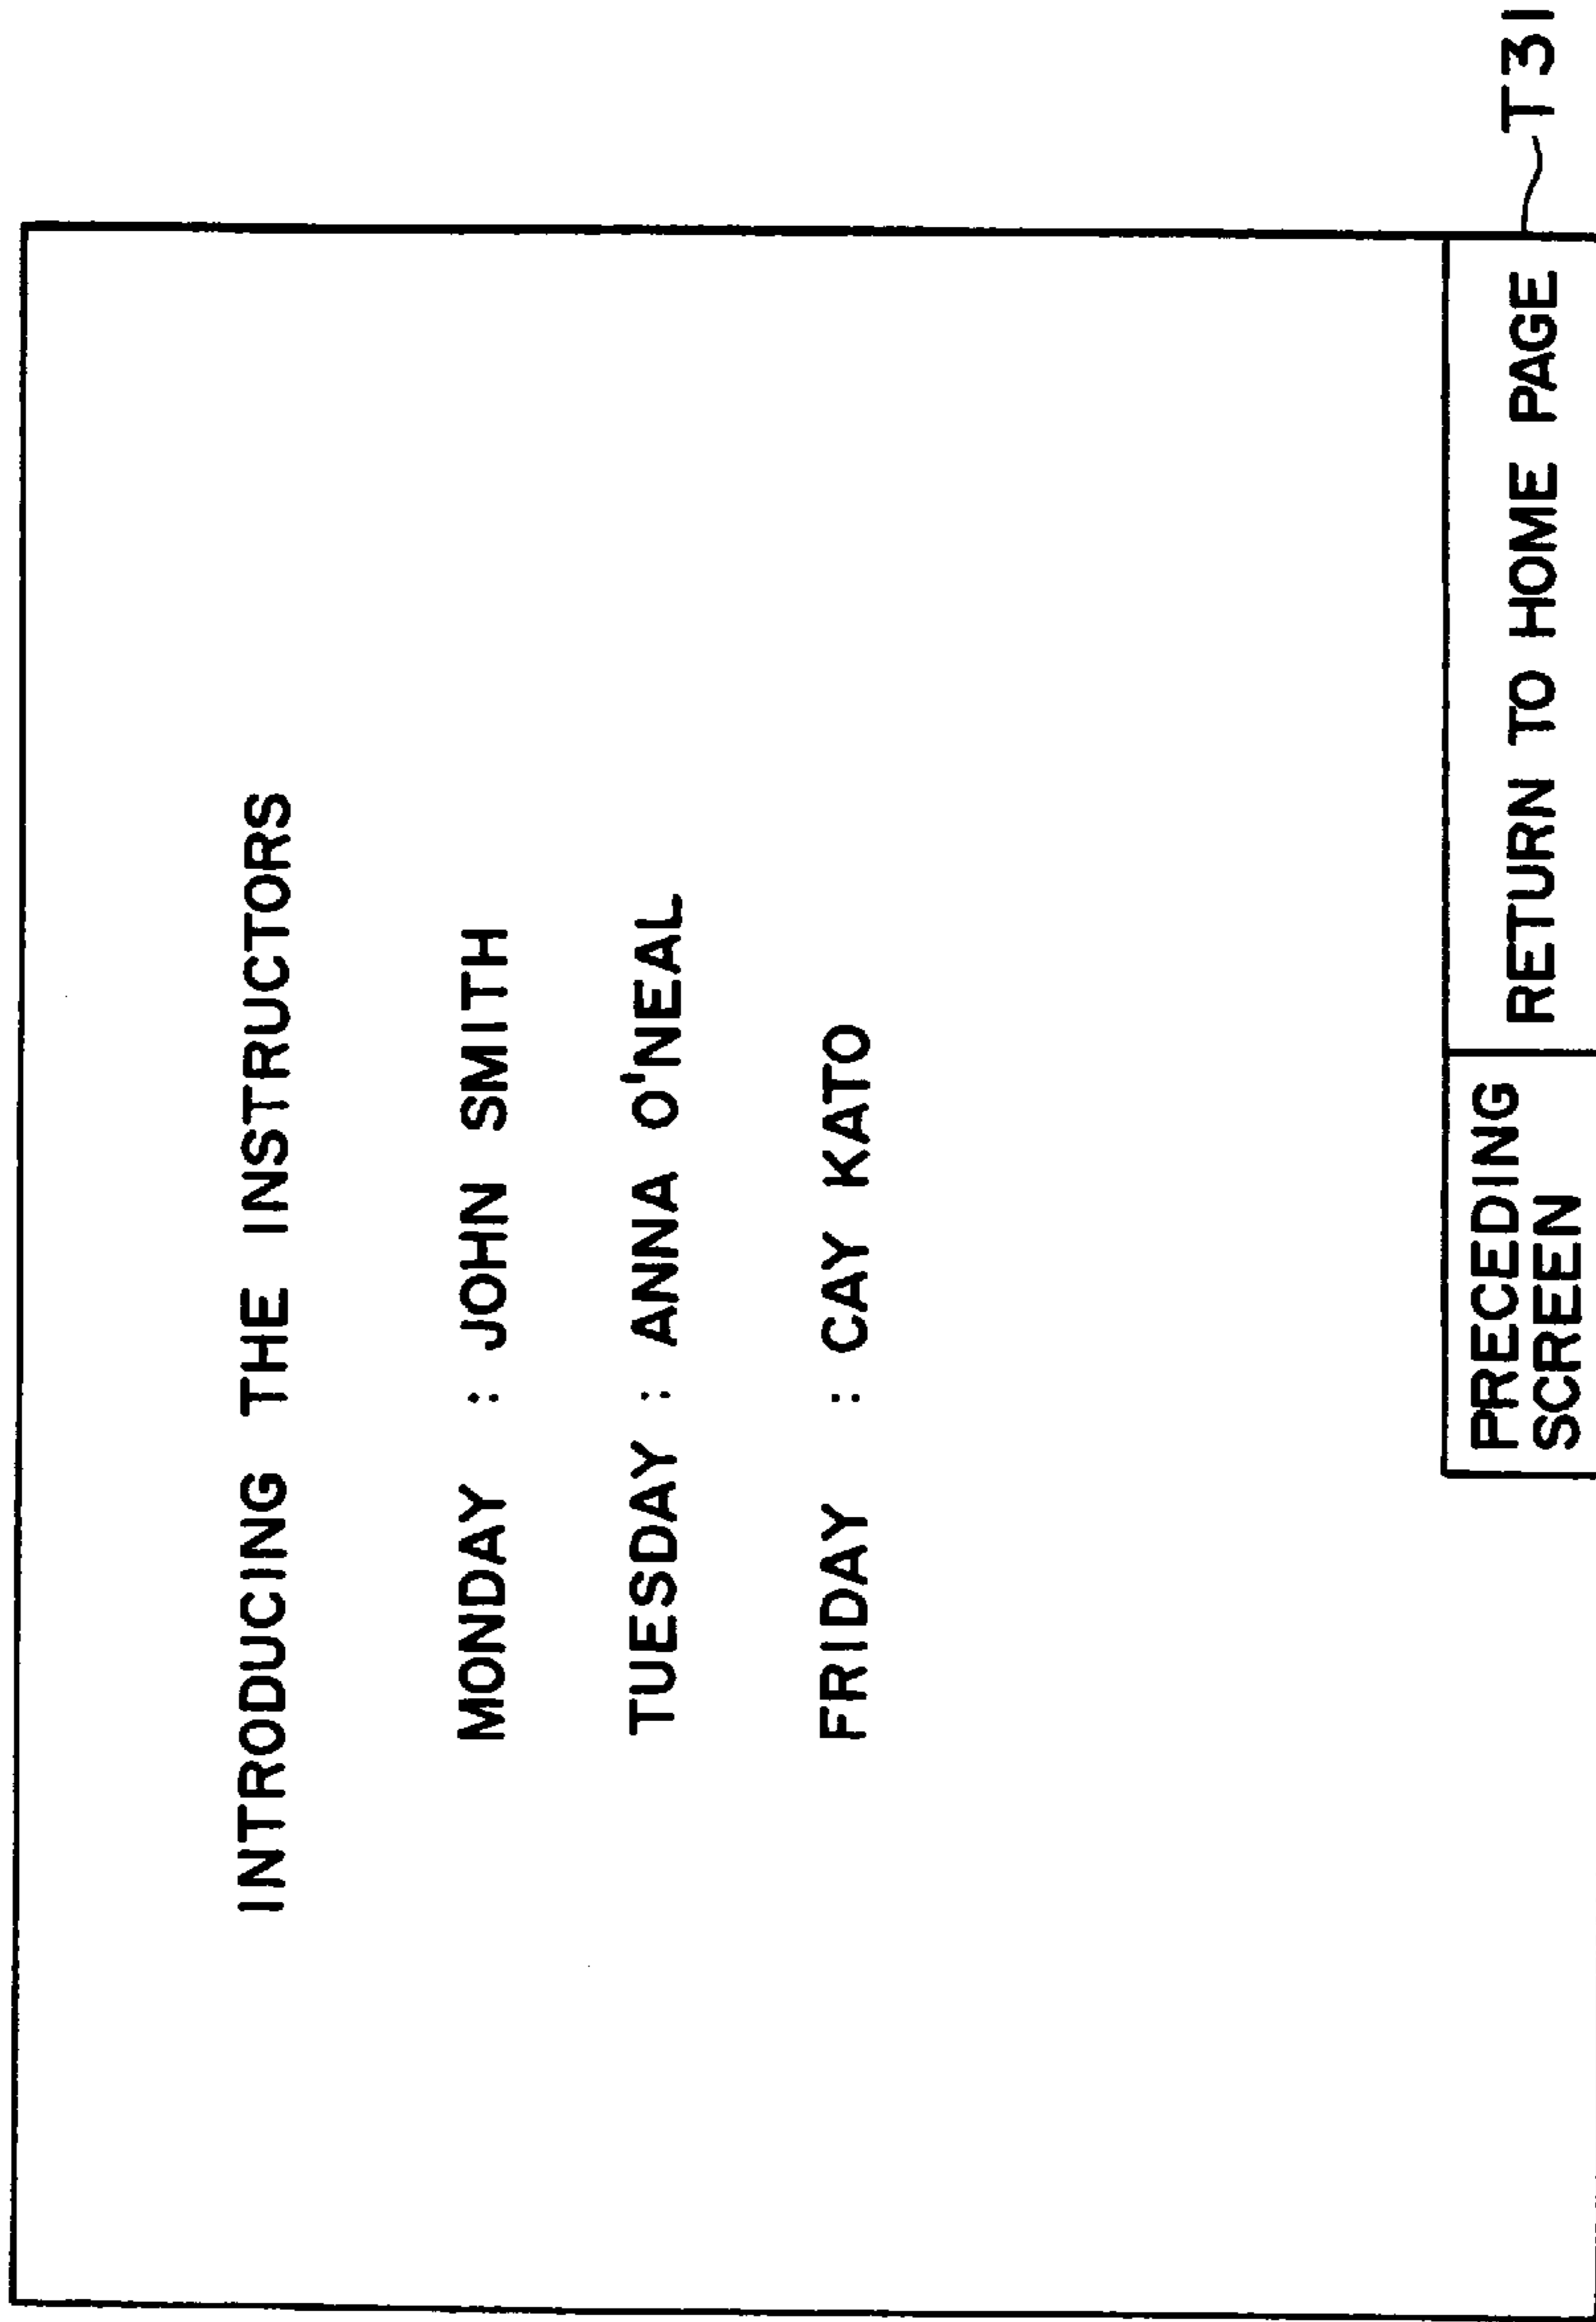 INTRODUCING THE INSTRUCTORS
MONDAY : JOHN SMITH
TUESDAY : ANNA O'NEAL
FRIDAY : CAY KATO
PRECEDING
SCREEN
RETURN TO HOME PAGE
T31